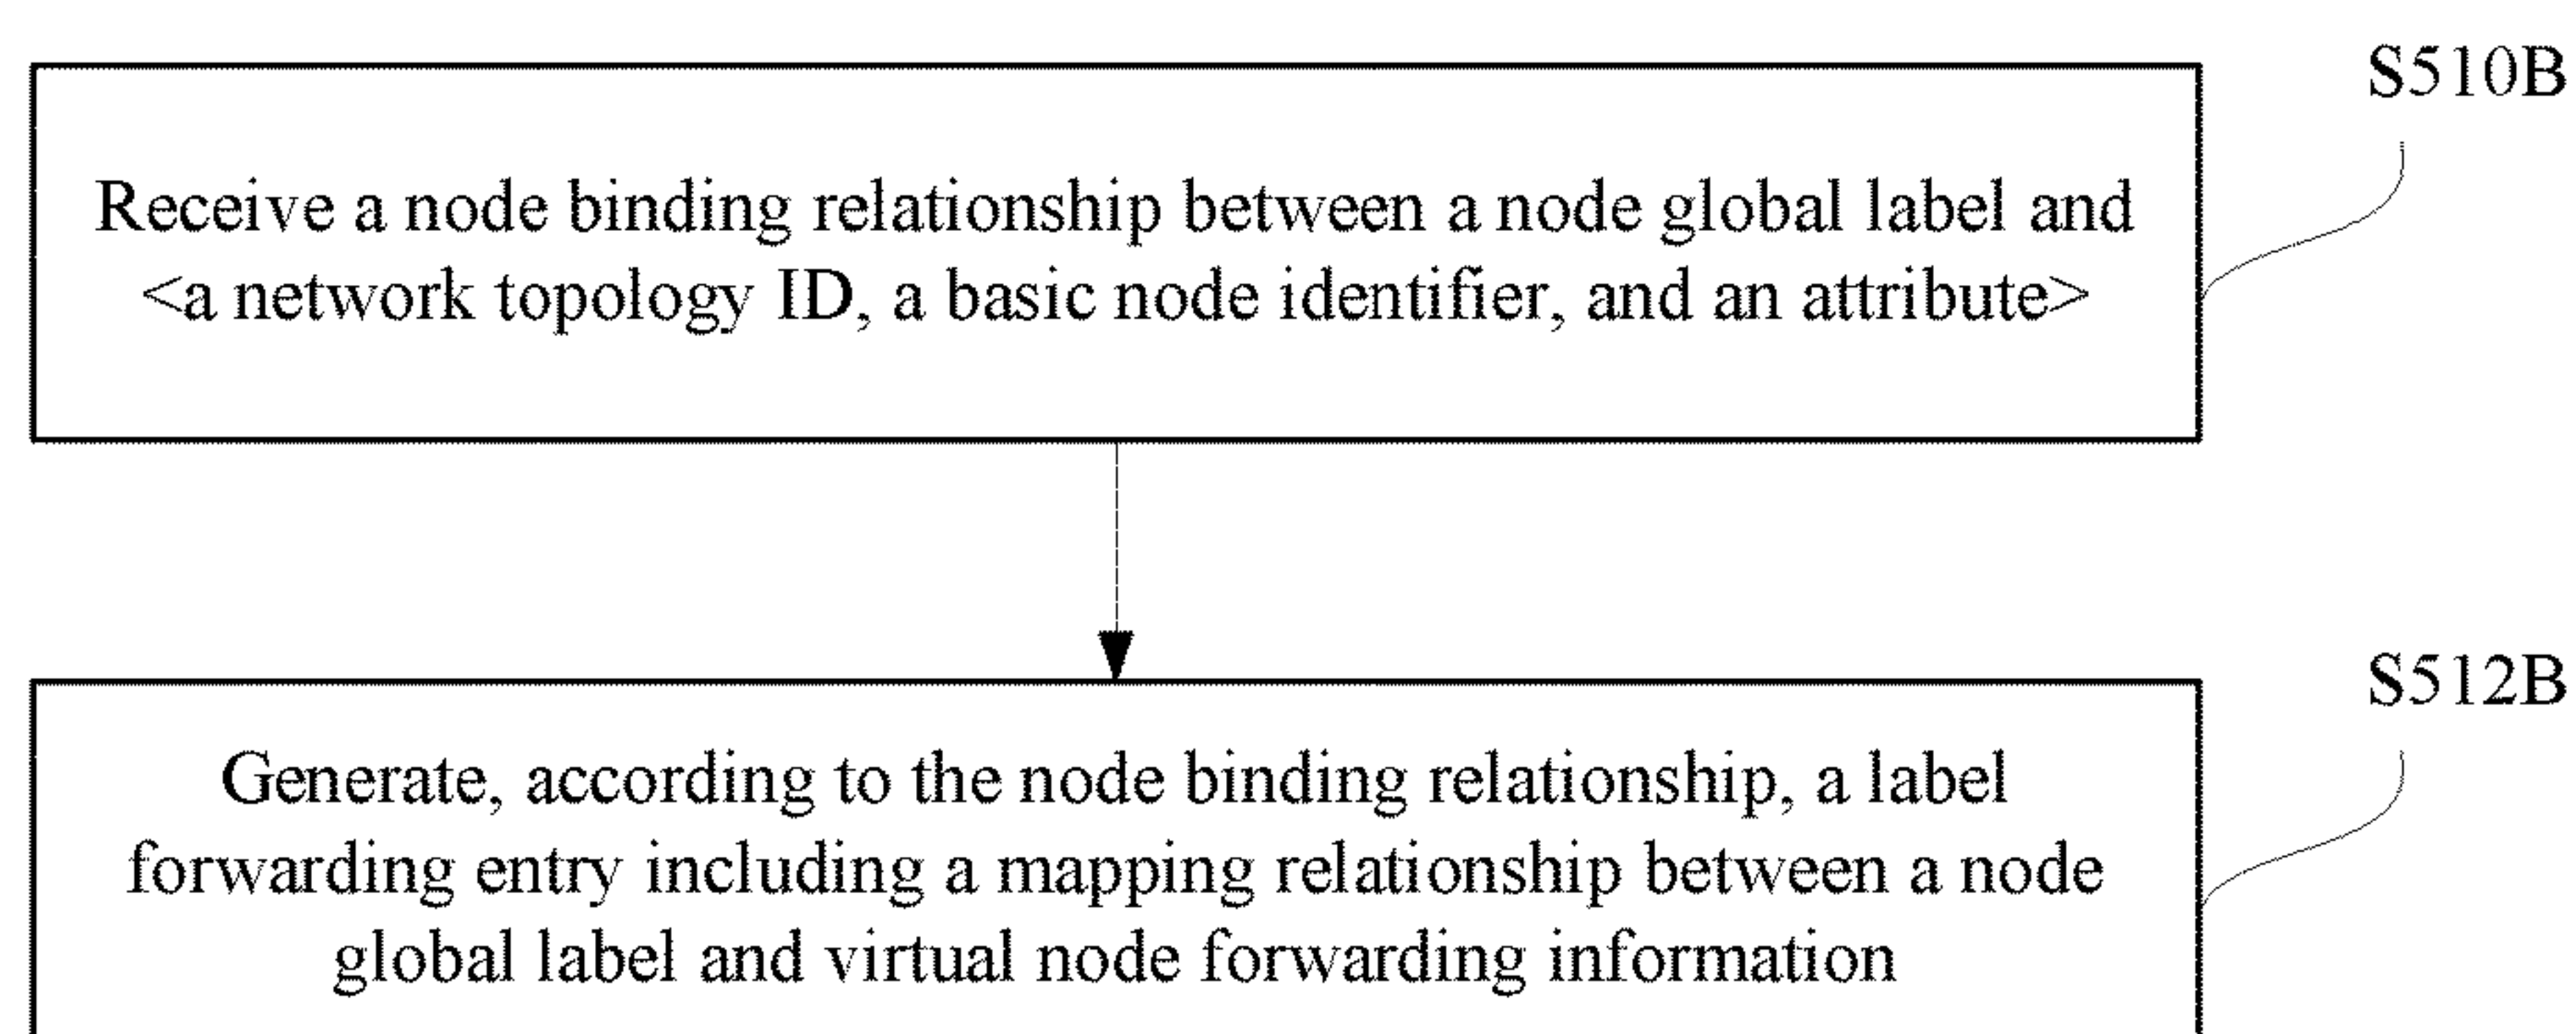 S510B
Receive a node binding relationship between a node global label and
<a network topology ID, a basic node identifier, and an attribute>
S512B
Generate, according to the node binding relationship, a label
forwarding entry including a mapping relationship between a node
global label and virtual node forwarding information